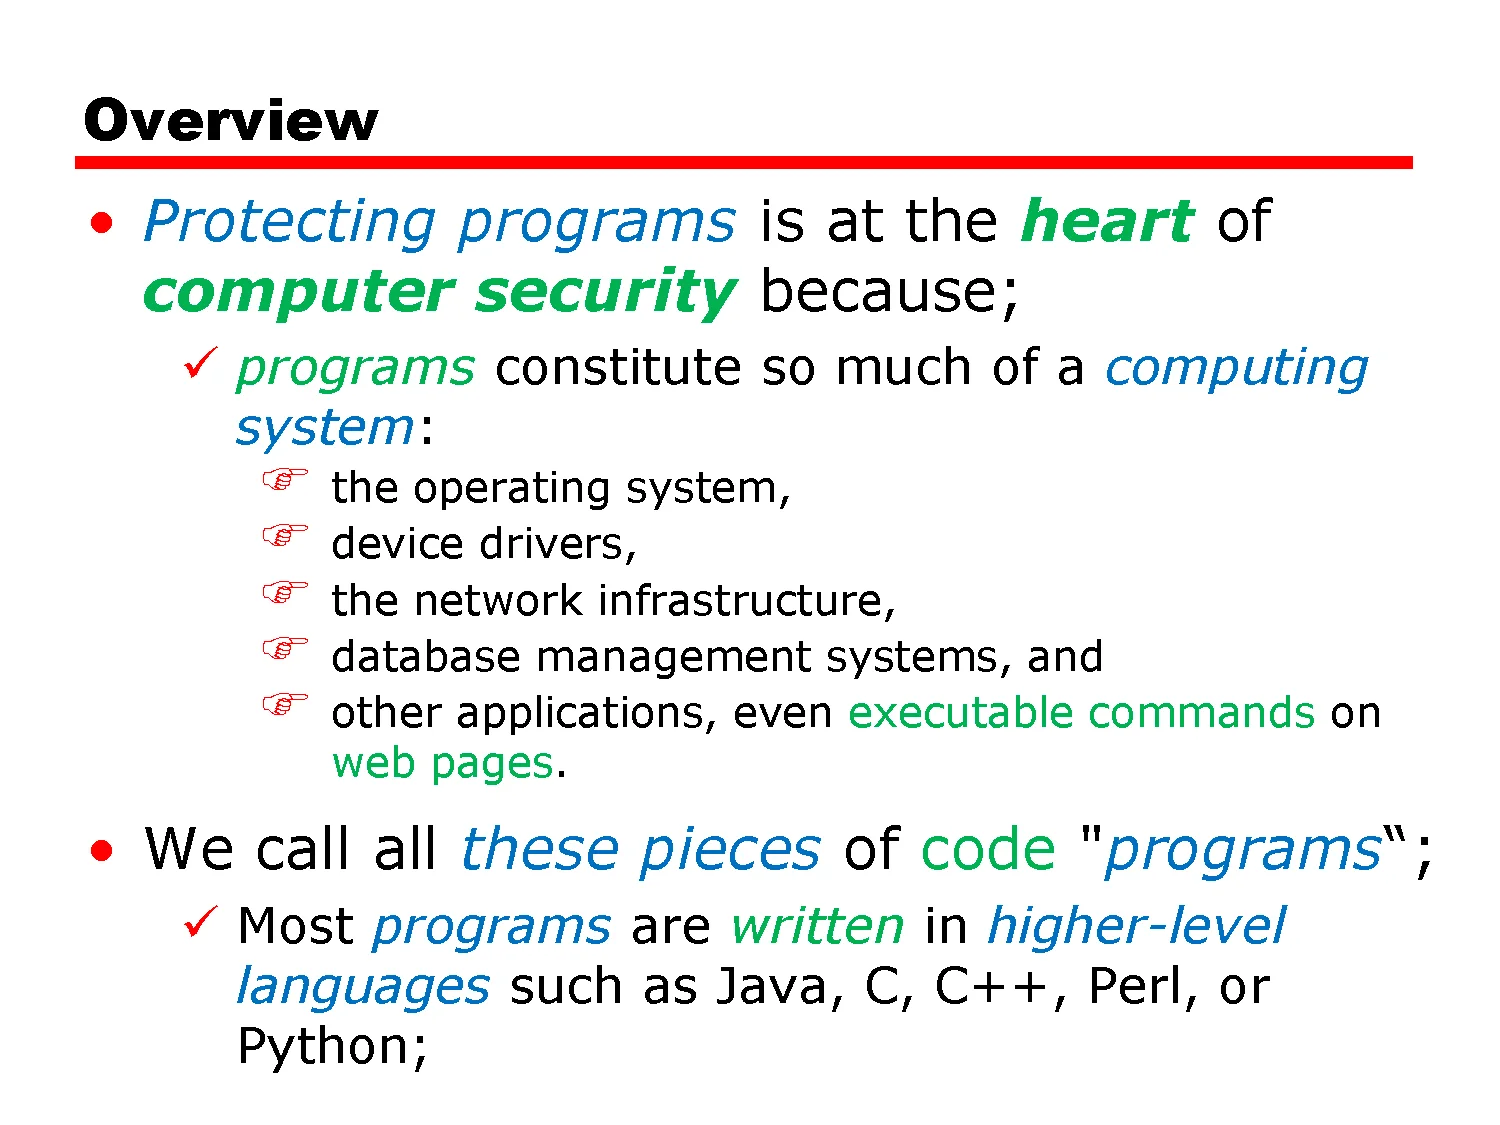 Overview
• Protecting programs is at the heart of
computer security because;
✓ programs constitute so much of a computing
system:
☞ the operating system,
☞ device drivers,
☞ the network infrastructure,
☞ database management systems, and
☞ other applications, even executable commands on
web pages.
• We call all these pieces of code "programs“;
✓ Most programs are written in higher-level
languages such as Java, C, C++, Perl, or
Python;